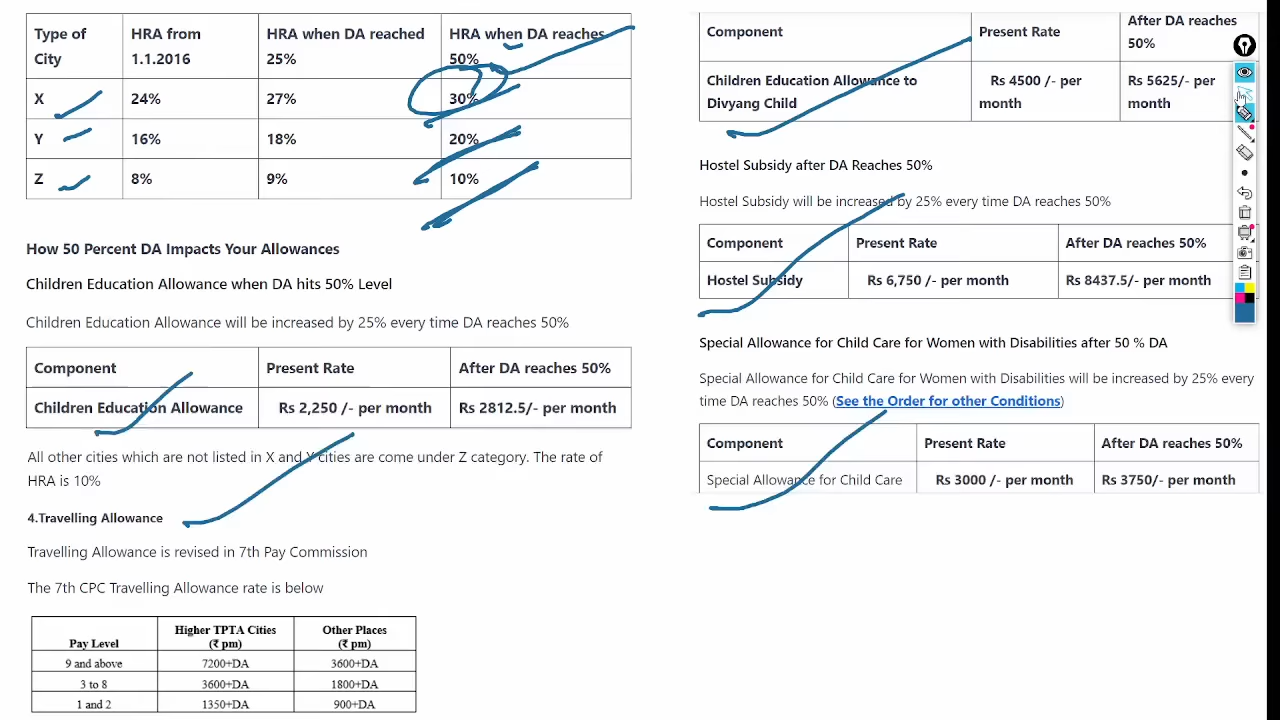 Type of City | HRA from 1.1.2016 | HRA when DA reached 25% | HRA when DA reaches 50%
X | 24% | 27% | 30%
Y | 16% | 18% | 20%
Z | 8% | 9% | 10%
How 50 Percent DA Impacts Your Allowances
Children Education Allowance when DA hits 50% Level
Children Education Allowance will be increased by 25% every time DA reaches 50%
Component | Present Rate | After DA reaches 50%
Children Education Allowance | Rs 2,250 /- per month | Rs 2812.5/- per month
All other cities which are not listed in X and Y cities are come under Z category. The rate of
HRA is 10%
4.Travelling Allowance
Travelling Allowance is revised in 7th Pay Commission
The 7th CPC Travelling Allowance rate is below
Pay Level | Higher TPTA Cities (₹ pm) | Other Places (₹ pm)
9 and above | 7200+DA | 3600+DA
3 to 8 | 3600+DA | 1800+DA
1 and 2 | 1350+DA | 900+DA
Component | Present Rate | After DA reaches 50%
Children Education Allowance to Divyang Child | Rs 4500 /- per month | Rs 5625/- per month
Hostel Subsidy after DA Reaches 50%
Hostel Subsidy will be increased by 25% every time DA reaches 50%
Component | Present Rate | After DA reaches 50%
Hostel Subsidy | Rs 6,750 /- per month | Rs 8437.5/- per month
Special Allowance for Child Care for Women with Disabilities after 50 % DA
Special Allowance for Child Care for Women with Disabilities will be increased by 25% every
time DA reaches 50% (See the Order for other Conditions)
Component | Present Rate | After DA reaches 50%
Special Allowance for Child Care | Rs 3000 /- per month | Rs 3750/- per month